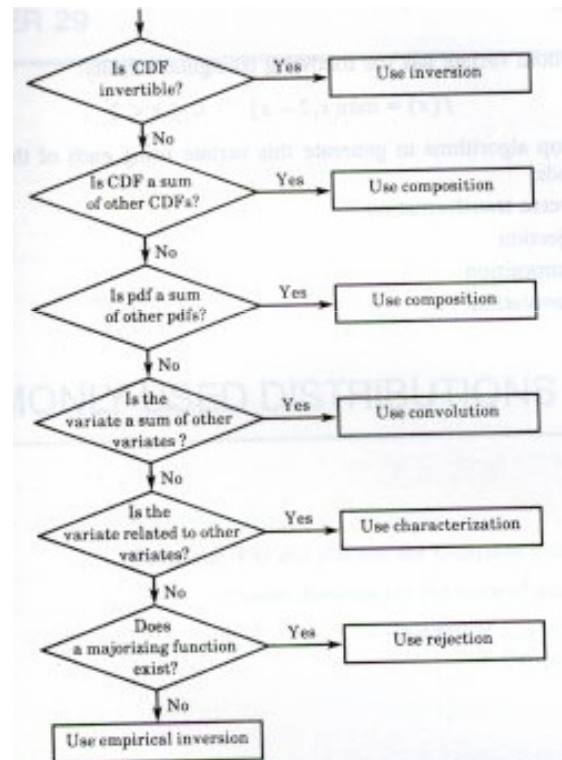 Is CDF
invertible?
Yes
Use inversion
No
Is CDF a sum
of other CDFs?
Yes
Use composition
No
Is pdf a sum
of other pdfs?
Yes
Use composition
No
Is the
variate a sum of other
variates ?
Yes
Use convolution
No
Is the
variate related to other
variates?
Yes
Use characterization
No
Does
a majorizing function
exist?
Yes
Use rejection
No
Use empirical inversion